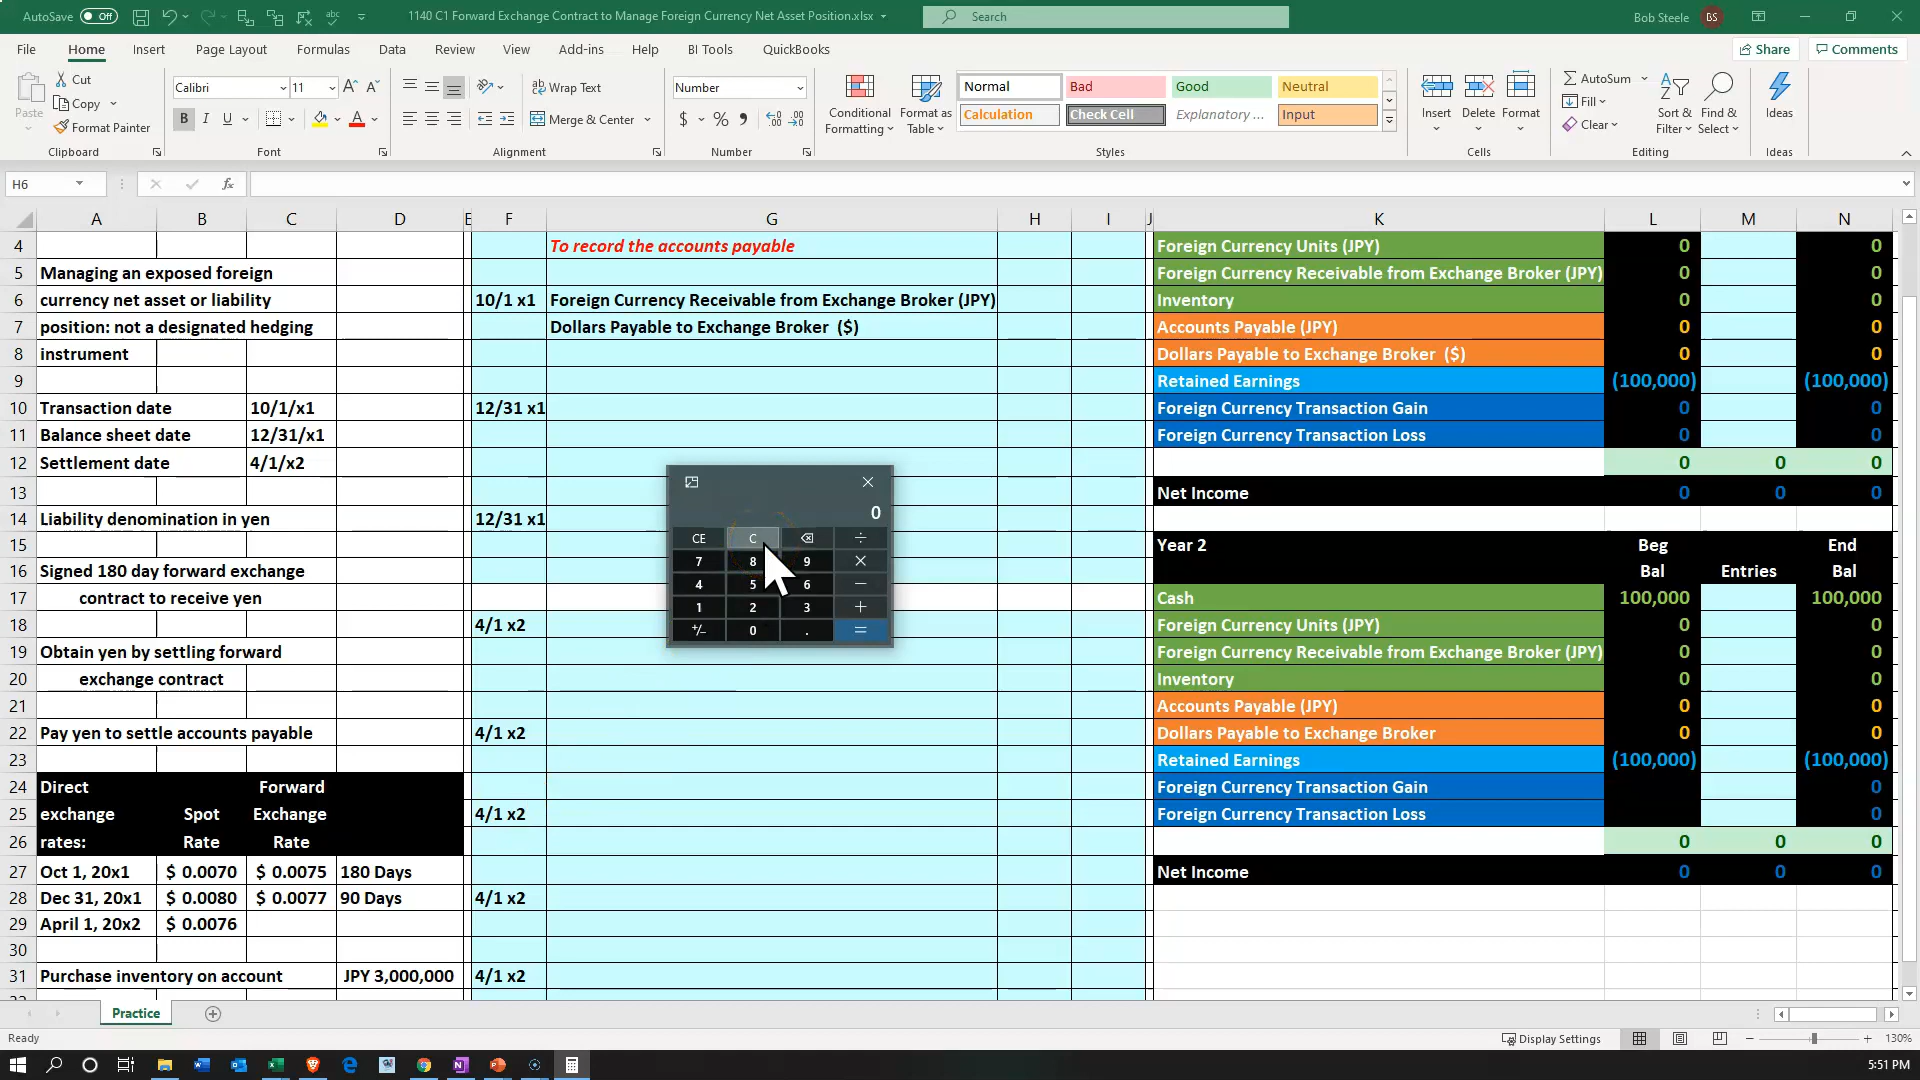 AutoSave Off
1140 C1 Forward Exchange Contract to Manage Foreign Currency Net Asset Position.xlsx
Search
Bob Steele BS
File Home Insert Page Layout Formulas Data Review View Add-ins Help BI Tools QuickBooks
Share Comments
Paste
Cut
Copy
Format Painter
Clipboard
Calibri 11
B I U
Font
Wrap Text
Merge & Center
Alignment
Number
$ % 9
Number
Conditional Formatting
Format as Table
Normal Bad Good Neutral
Calculation Check Cell Explanatory ... Input
Styles
Insert Delete Format
Cells
AutoSum
Fill
Clear
Sort & Filter
Find & Select
Editing
Ideas
Ideas
H6
fx
A B C D E F G H I J K L M N
4 To record the accounts payable Foreign Currency Units (JPY) 0 0
5 Managing an exposed foreign Foreign Currency Receivable from Exchange Broker (JPY) 0 0
6 currency net asset or liability 10/1 x1 Foreign Currency Receivable from Exchange Broker (JPY) Inventory 0 0
7 position: not a designated hedging Dollars Payable to Exchange Broker ($) Accounts Payable (JPY) 0 0
8 instrument Dollars Payable to Exchange Broker ($) 0 0
9 Retained Earnings (100,000) (100,000)
10 Transaction date 10/1/x1 12/31 x1 Foreign Currency Transaction Gain 0 0
11 Balance sheet date 12/31/x1 Foreign Currency Transaction Loss 0 0
12 Settlement date 4/1/x2 0 0 0
13 Net Income 0 0 0
14 Liability denomination in yen 12/31 x1
15 Year 2 Beg End
16 Signed 180 day forward exchange Bal Entries Bal
17 contract to receive yen Cash 100,000 100,000
18 4/1 x2 Foreign Currency Units (JPY) 0 0
19 Obtain yen by settling forward Foreign Currency Receivable from Exchange Broker (JPY) 0 0
20 exchange contract Inventory 0 0
21 Accounts Payable (JPY) 0 0
22 Pay yen to settle accounts payable 4/1 x2 Dollars Payable to Exchange Broker 0 0
23 Retained Earnings (100,000) (100,000)
24 Direct Forward Foreign Currency Transaction Gain 0
25 exchange Spot Exchange 4/1 x2 Foreign Currency Transaction Loss 0
26 rates: Rate Rate 0 0 0
27 Oct 1, 20x1 $ 0.0070 $ 0.0075 180 Days Net Income 0 0 0
28 Dec 31, 20x1 $ 0.0080 $ 0.0077 90 Days 4/1 x2
29 April 1, 20x2 $ 0.0076
30
31 Purchase inventory on account JPY 3,000,000 4/1 x2
0
CE C ÷
7 8 9 ×
4 5 6 −
1 2 3 +
+/− 0 . =
Practice
Ready
Display Settings
130%
5:51 PM